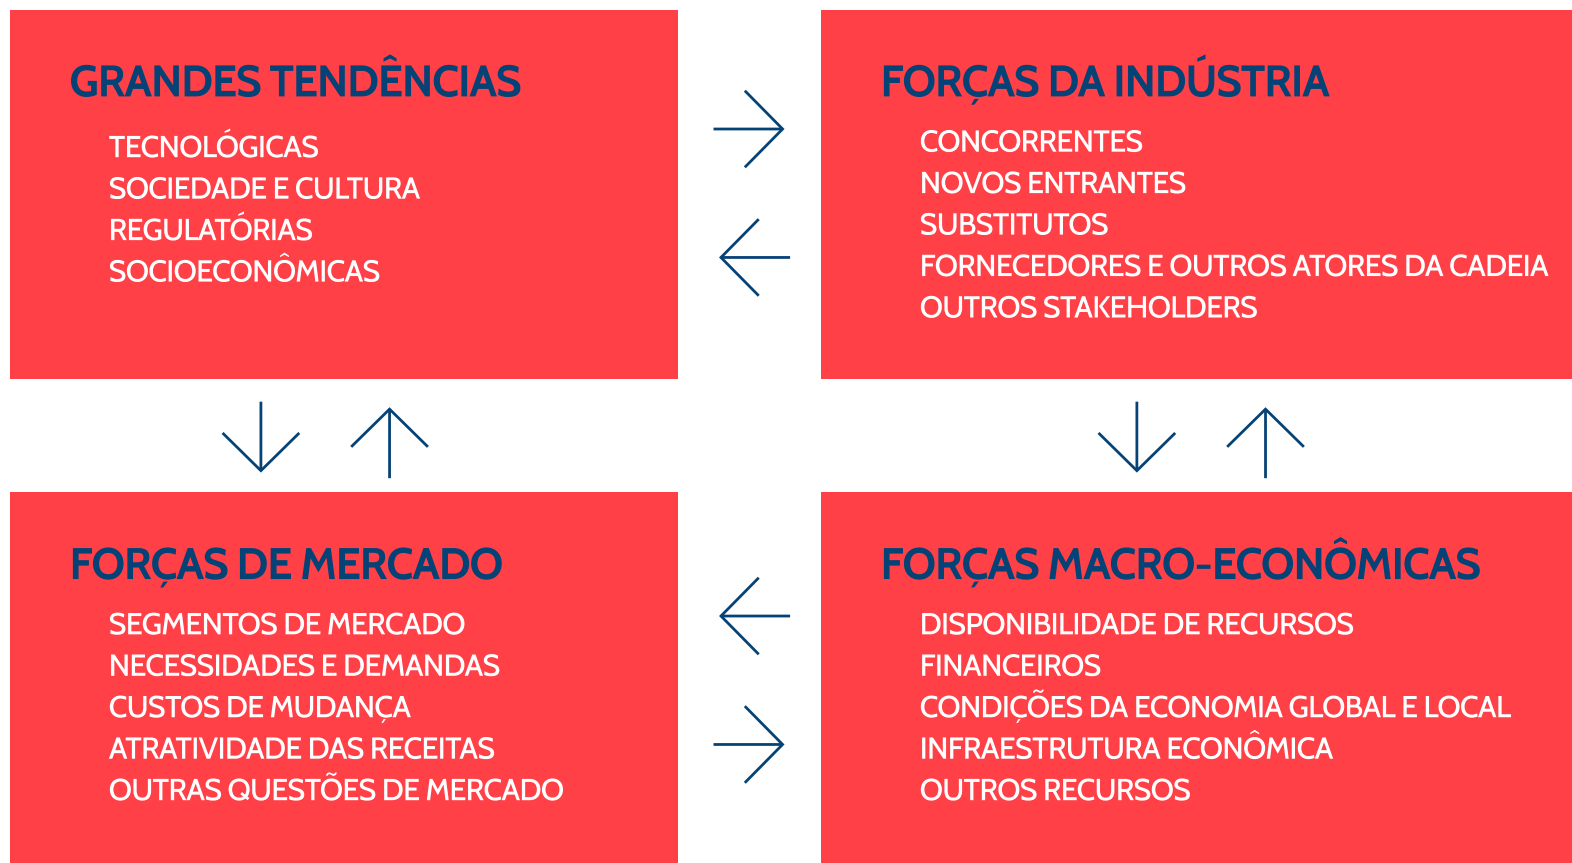 GRANDES TENDÊNCIAS
TECNOLÓGICAS
SOCIEDADE E CULTURA
REGULATÓRIAS
SOCIOECONÔMICAS
FORÇAS DA INDÚSTRIA
CONCORRENTES
NOVOS ENTRANTES
SUBSTITUTOS
FORNECEDORES E OUTROS ATORES DA CADEIA
OUTROS STAKEHOLDERS
FORÇAS DE MERCADO
SEGMENTOS DE MERCADO
NECESSIDADES E DEMANDAS
CUSTOS DE MUDANÇA
ATRATIVIDADE DAS RECEITAS
OUTRAS QUESTÕES DE MERCADO
FORÇAS MACRO-ECONÔMICAS
DISPONIBILIDADE DE RECURSOS
FINANCEIROS
CONDIÇÕES DA ECONOMIA GLOBAL E LOCAL
INFRAESTRUTURA ECONÔMICA
OUTROS RECURSOS